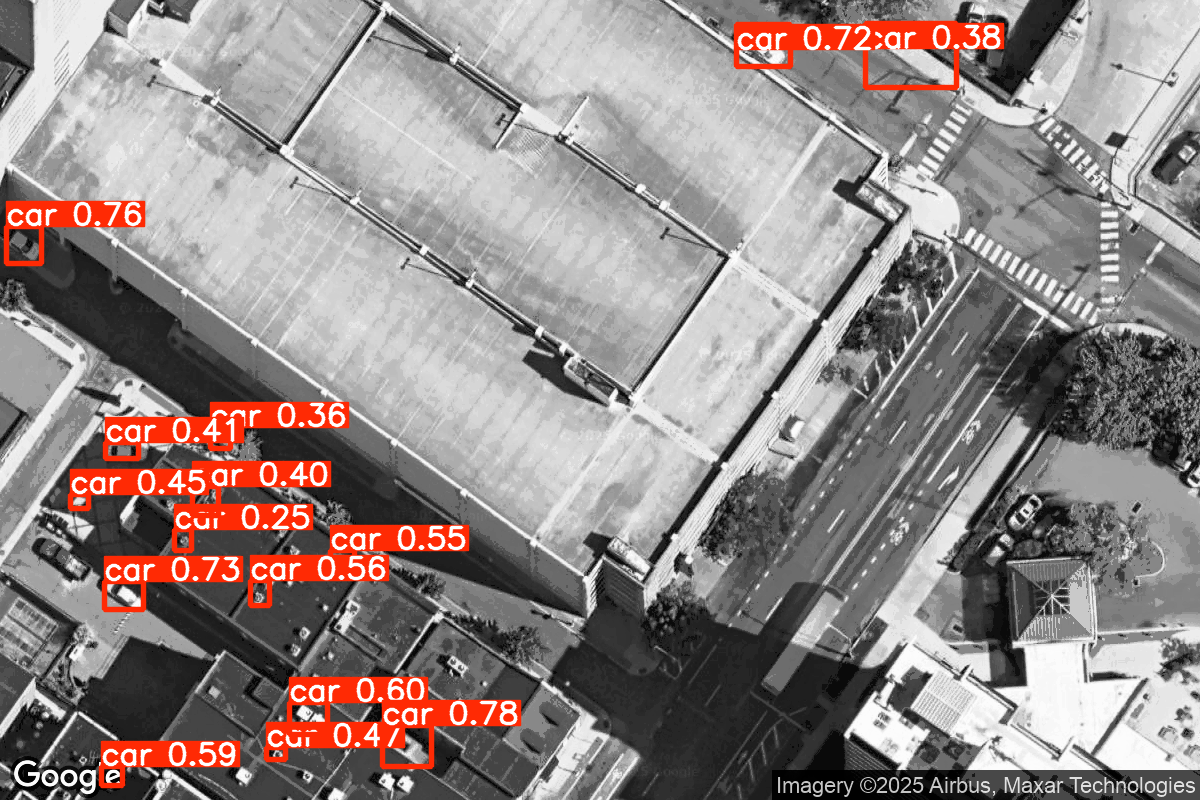 car 0.72
car 0.38
car 0.76
car 0.36
car 0.41
car 0.40
car 0.45
car 0.25
car 0.55
car 0.73
car 0.56
car 0.60
car 0.78
car 0.47
car 0.59
Google
Imagery ©2025 Airbus, Maxar Technologies